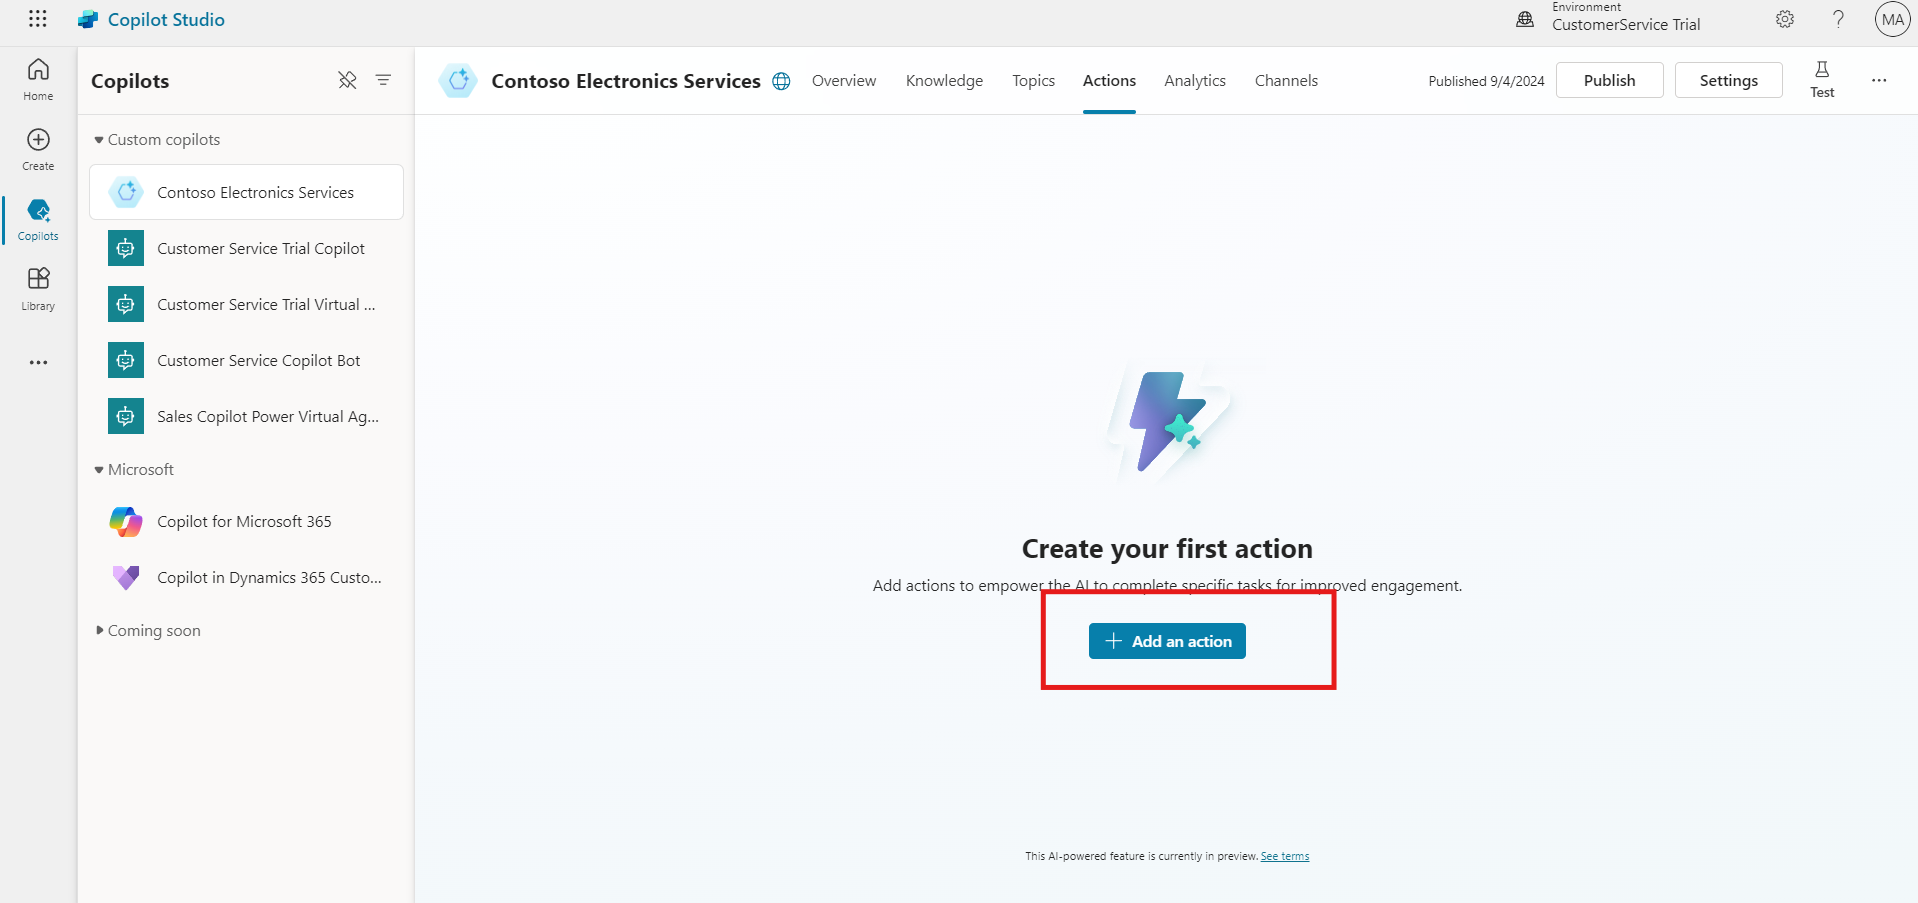 Copilot Studio
Environment
CustomerService Trial
MA
Home
Create
Copilots
Library
Copilots
Custom copilots
Contoso Electronics Services
Customer Service Trial Copilot
Customer Service Trial Virtual ...
Customer Service Copilot Bot
Sales Copilot Power Virtual Ag...
Microsoft
Copilot for Microsoft 365
Copilot in Dynamics 365 Custo...
Coming soon
Contoso Electronics Services
Overview
Knowledge
Topics
Actions
Analytics
Channels
Published 9/4/2024
Publish
Settings
Test
Create your first action
Add actions to empower the AI to complete specific tasks for improved engagement.
Add an action
This AI-powered feature is currently in preview. See terms